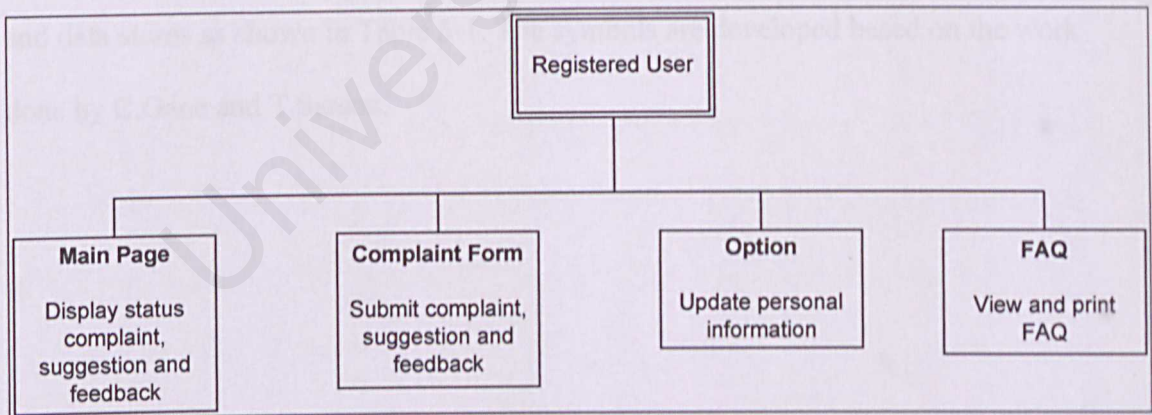 Registered User
Main Page
Display status
complaint,
suggestion and
feedback
Complaint Form
Submit complaint,
suggestion and
feedback
Option
Update personal
information
FAQ
View and print
FAQ
Univers